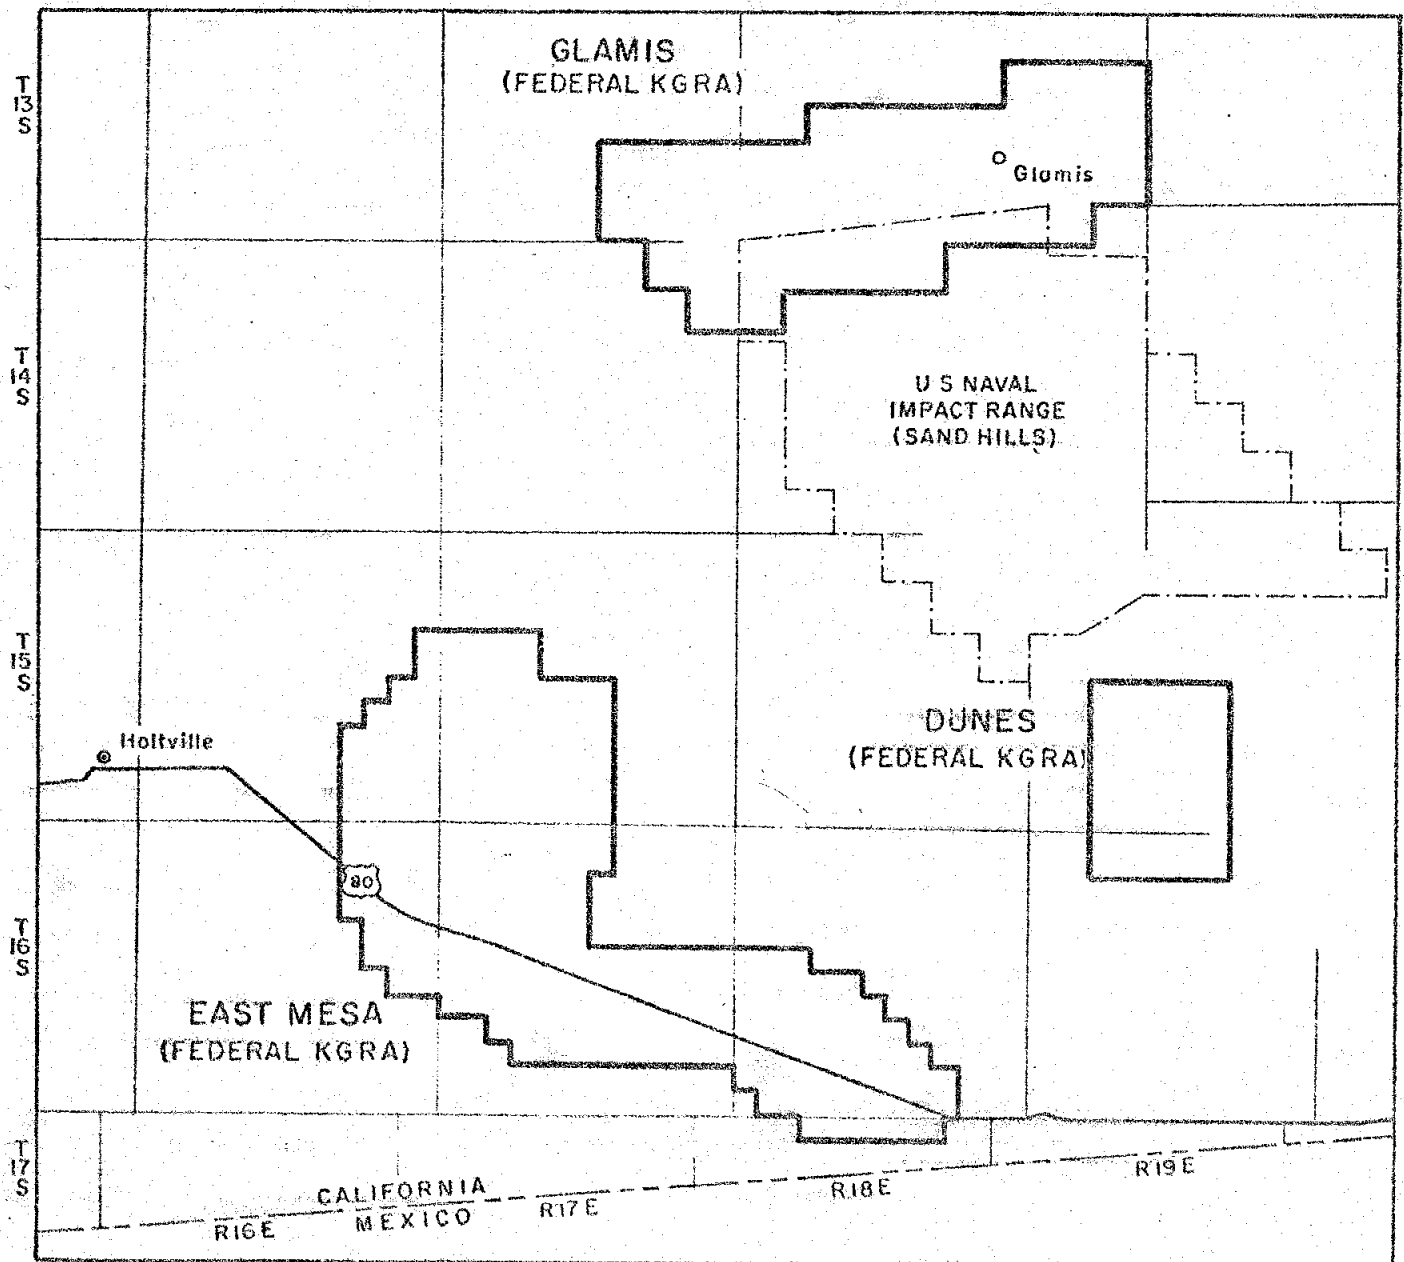 GLAMIS
(FEDERAL KGRA)
T
13
S
Glamis
T
14
S
U S NAVAL
IMPACT RANGE
(SAND HILLS)
T
15
S
DUNES
(FEDERAL KGRA)
Holtville
80
T
16
S
EAST MESA
(FEDERAL KGRA)
T
17
S
CALIFORNIA
MEXICO
R16E
R17E
R18E
R19E